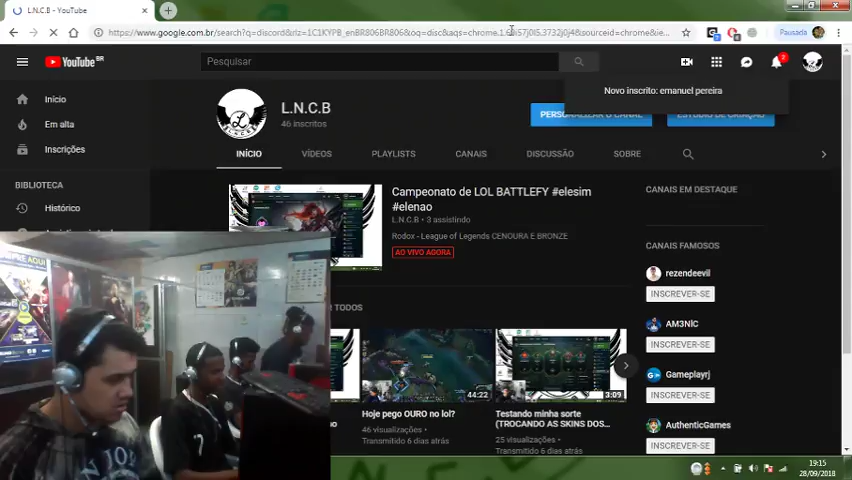 L.N.C.B - YouTube
https://www.google.com.br/search?q=discord&rlz=1C1KYPB_enBR806BR806&oq=disc&aqs=chrome.1.69i57j0l5.3732j0j4&sourceid=chrome&ie...
Pausada
YouTube BR
Pesquisar
2
Novo inscrito: emanuel pereira
Início
Em alta
Inscrições
BIBLIOTECA
Histórico
L.N.C.B
46 inscritos
PERSONALIZAR O CANAL
ESTÚDIO DE CRIAÇÃO
INÍCIO VÍDEOS PLAYLISTS CANAIS DISCUSSÃO SOBRE
Campeonato de LOL BATTLEFY #elesim
#elenao
L.N.C.B • 3 assistindo
Rodox - League of Legends CENOURA E BRONZE
AO VIVO AGORA
CANAIS EM DESTAQUE
CANAIS FAMOSOS
rezendeevil
INSCREVER-SE
AM3NIC
INSCREVER-SE
Gameplayrj
INSCREVER-SE
AuthenticGames
INSCREVER-SE
TODOS
44:22
3:09
Hoje pego OURO no lol?
46 visualizações •
Transmitido 6 dias atrás
Testando minha sorte
(TROCANDO AS SKINS DOS...
25 visualizações •
Transmitido 6 dias atrás
19:15
28/09/2018